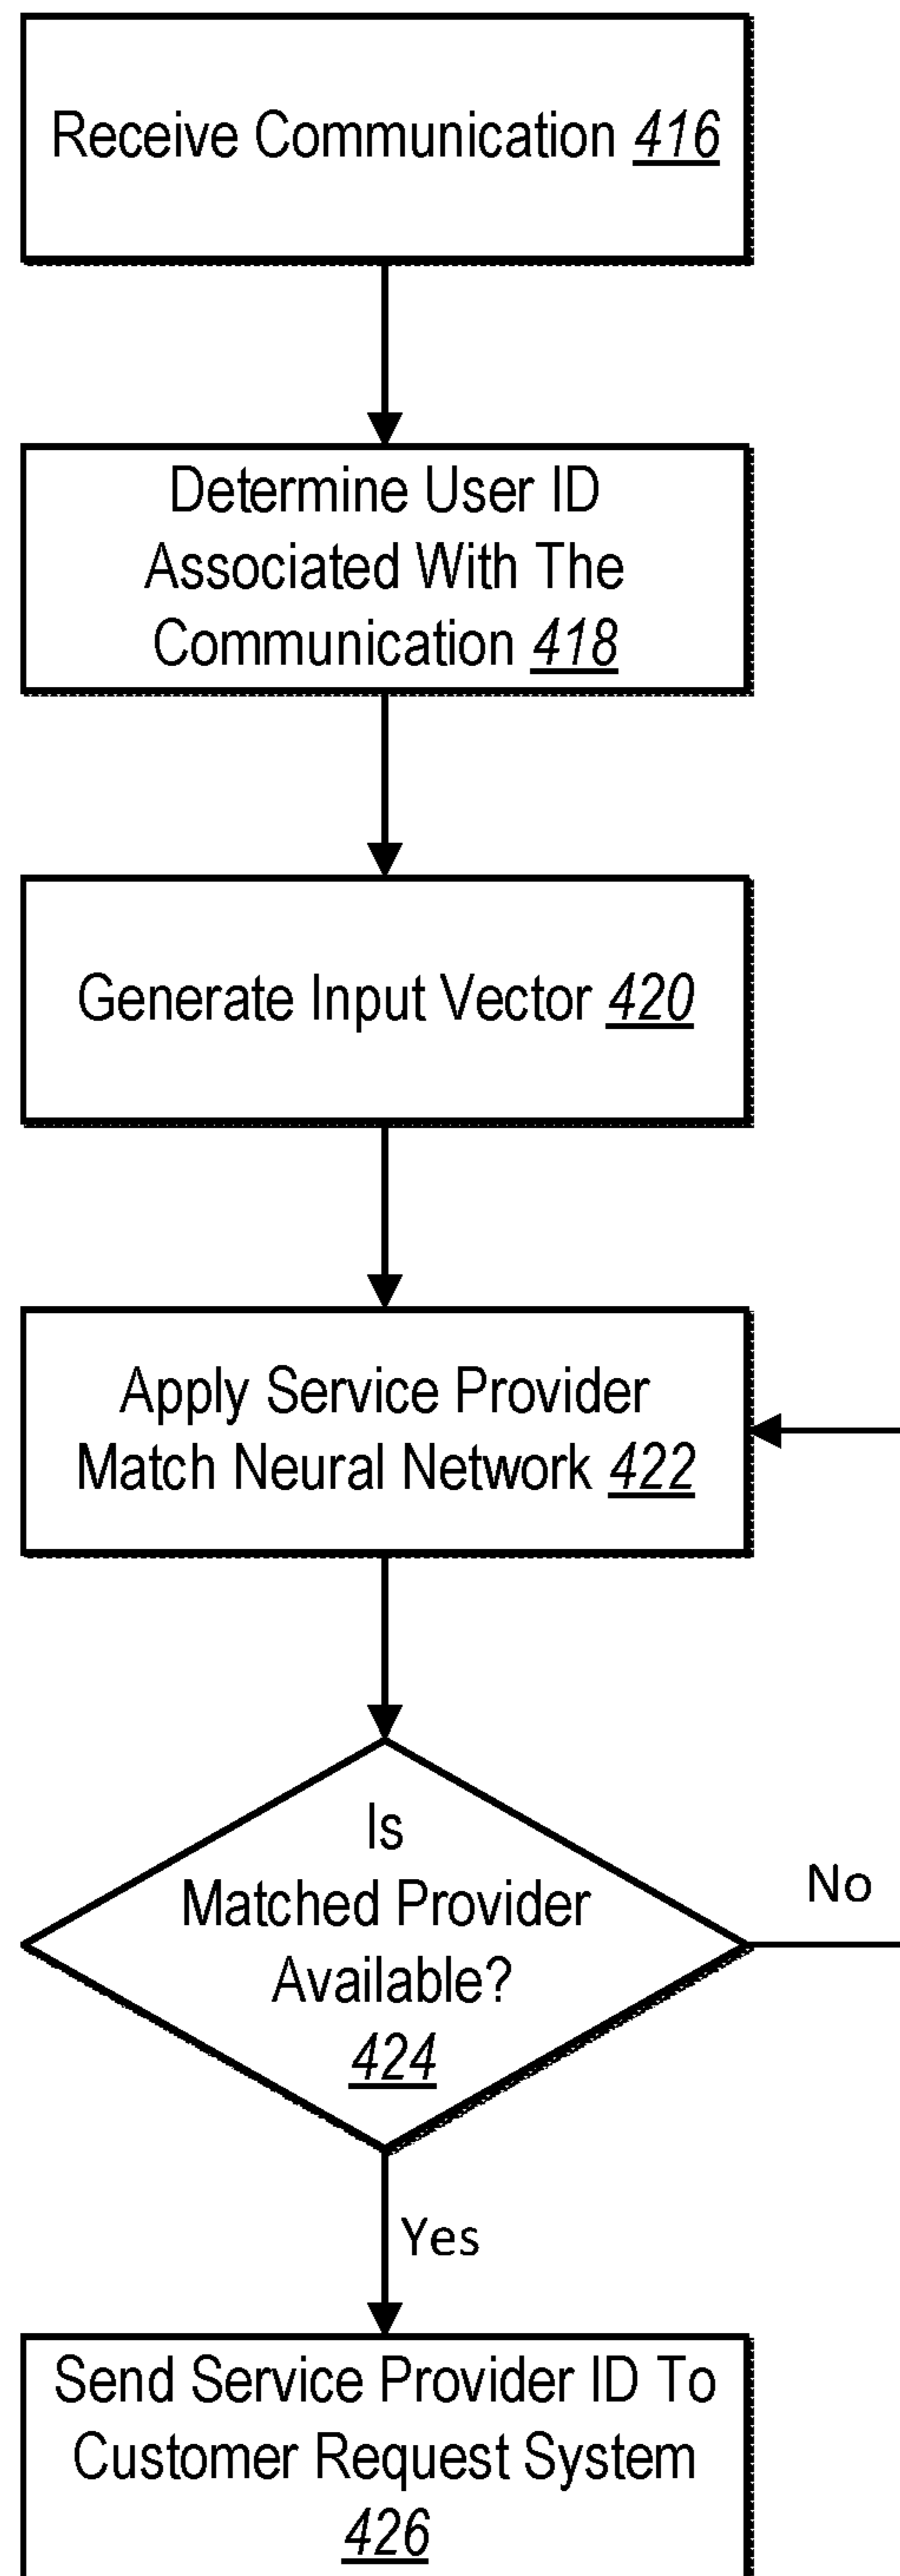 Receive Communication 416
Determine User ID
Associated With The
Communication 418
Generate Input Vector 420
Apply Service Provider
Match Neural Network 422
Is
Matched Provider
Available?
424
No
Yes
Send Service Provider ID To
Customer Request System
426